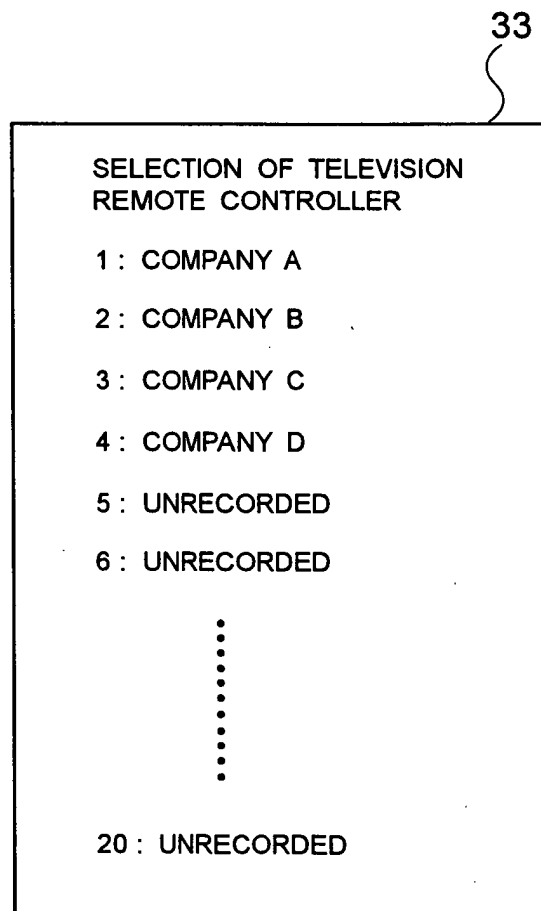 33
SELECTION OF TELEVISION
REMOTE CONTROLLER
1 : COMPANY A
2 : COMPANY B
3 : COMPANY C
4 : COMPANY D
5 : UNRECORDED
6 : UNRECORDED
20 : UNRECORDED